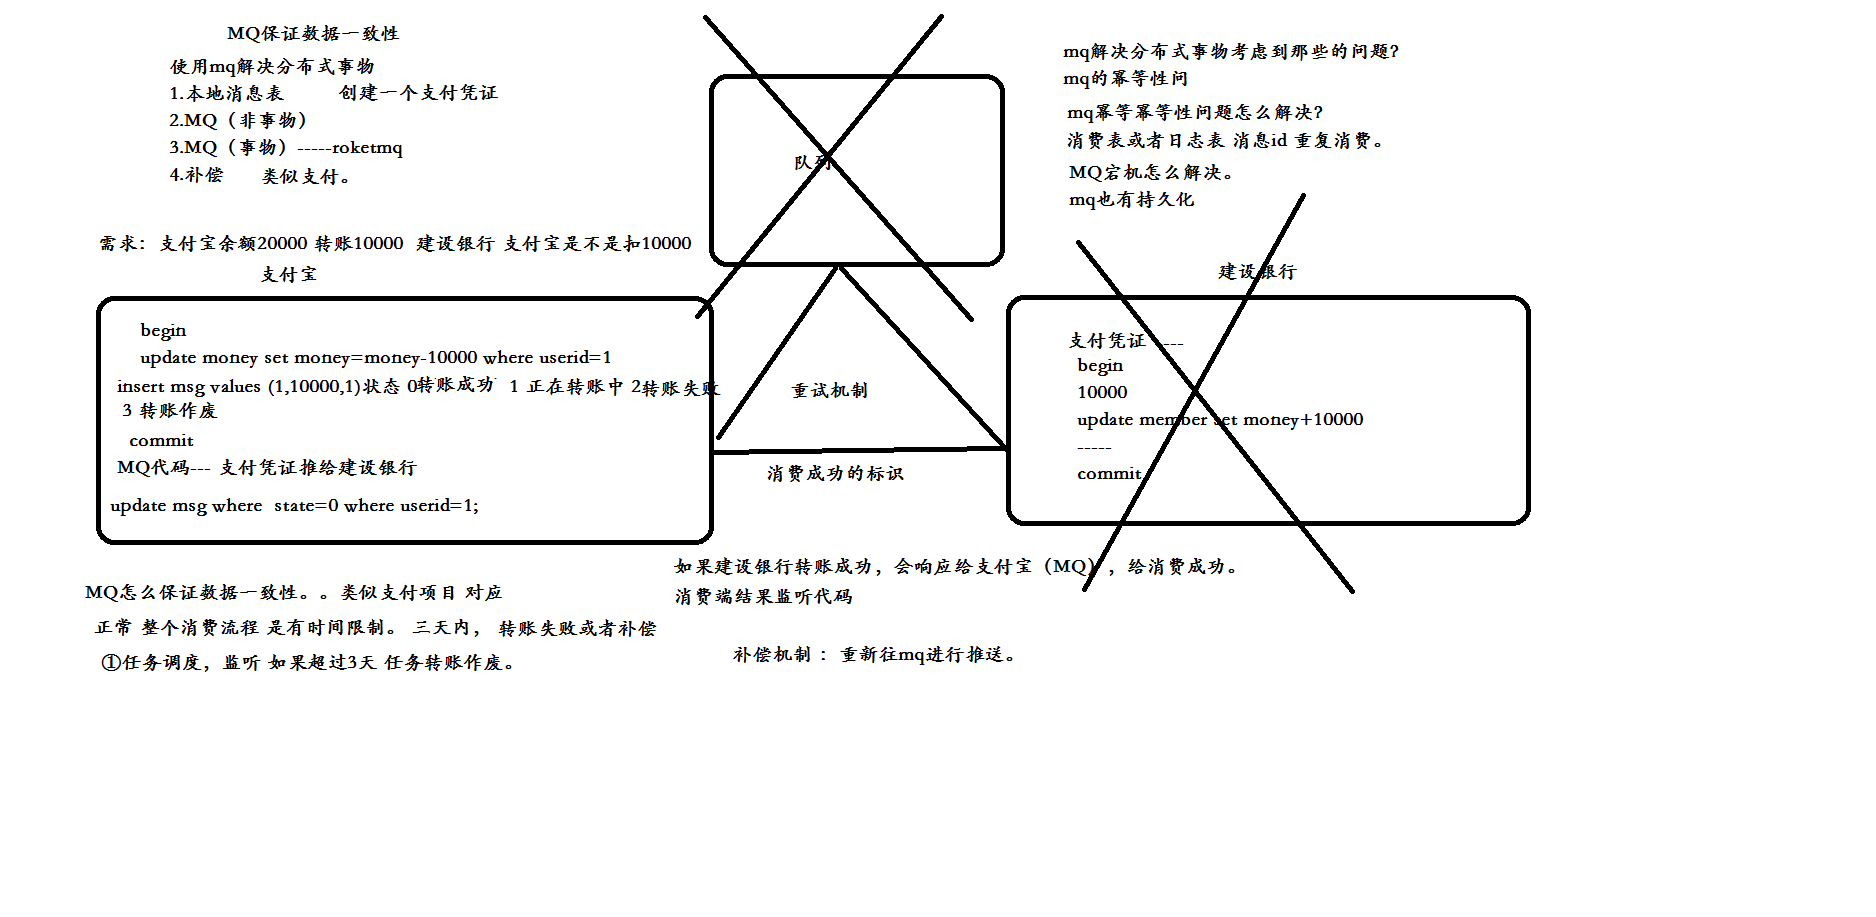 MQ保证数据一致性
使用mq解决分布式事物
1.本地消息表 创建一个支付凭证
2.MQ（非事物）
3.MQ（事物）-----roketmq
4.补偿 类似支付。
需求：支付宝余额20000 转账10000 建设银行 支付宝是不是扣10000
支付宝
begin
update money set money=money-10000 where userid=1
insert msg values (1,10000,1)状态 0转账成功 1 正在转账中 2转账失败
3 转账作废
commit
MQ代码--- 支付凭证推给建设银行
update msg where state=0 where userid=1;
MQ怎么保证数据一致性。。类似支付项目 对应
正常 整个消费流程 是有时间限制。 三天内， 转账失败或者补偿
①任务调度，监听 如果超过3天 任务转账作废。
队列
重试机制
消费成功的标识
mq解决分布式事物考虑到那些的问题？
mq的幂等性问
mq幂等幂等性问题怎么解决？
消费表或者日志表 消息id 重复消费。
MQ宕机怎么解决。
mq也有持久化
建设银行
支付凭证 ----
begin
10000
update member set money+10000
-----
commit
如果建设银行转账成功，会响应给支付宝（MQ），给消费成功。
消费端结果监听代码
补偿机制 ：重新往mq进行推送。